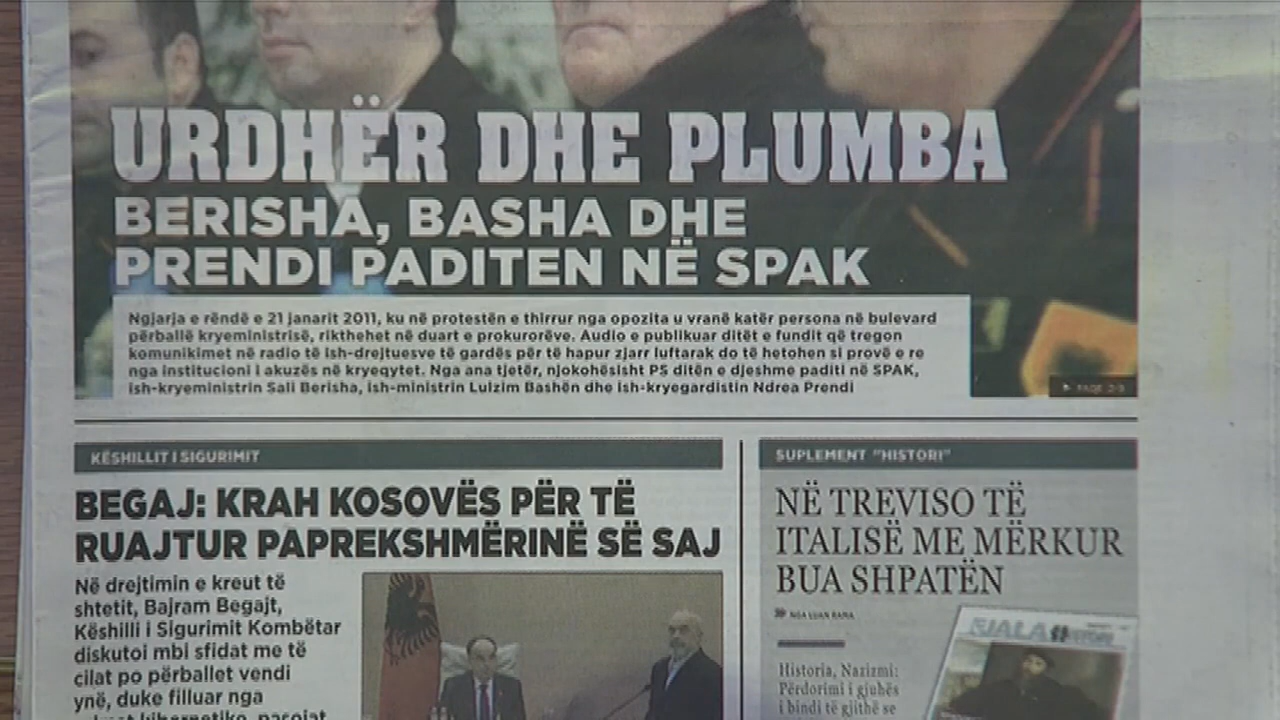 URDHËR DHE PLUMBA
BERISHA, BASHA DHE
PRENDI PADITEN NË SPAK
Ngjarja e rëndë e 21 janarit 2011, ku në protestën e thirrur nga opozita u vranë katër persona në bulevard
përballë kryeministrisë, rikthehet në duart e prokurorëve. Audio e publikuar ditët e fundit që tregon
komunikimet në radio të ish-drejtuesve të gardës për të hapur zjarr luftarak do të hetohen si provë e re
nga institucioni i akuzës në kryeqytet. Nga ana tjetër, njokohësisht PS ditën e djeshme paditi në SPAK,
ish-kryeministrin Sali Berisha, ish-ministrin Lulzim Bashën dhe ish-kryegardistin Ndrea Prendi
FAQE 2/3
KËSHILLIT I SIGURIMIT
BEGAJ: KRAH KOSOVËS PËR TË
RUAJTUR PAPREKSHMËRINË SË SAJ
Në drejtimin e kreut të
shtetit, Bajram Begajt,
Këshilli i Sigurimit Kombëtar
diskutoi mbi sfidat me të
cilat po përballet vendi
ynë, duke filluar nga
SUPLEMENT "HISTORI"
NË TREVISO TË
ITALISË ME MËRKUR
BUA SHPATËN
NGA LUAN RAMA
Historia, Nazizmi:
Përdorimi i gjuhës
i bindi të gjithë se